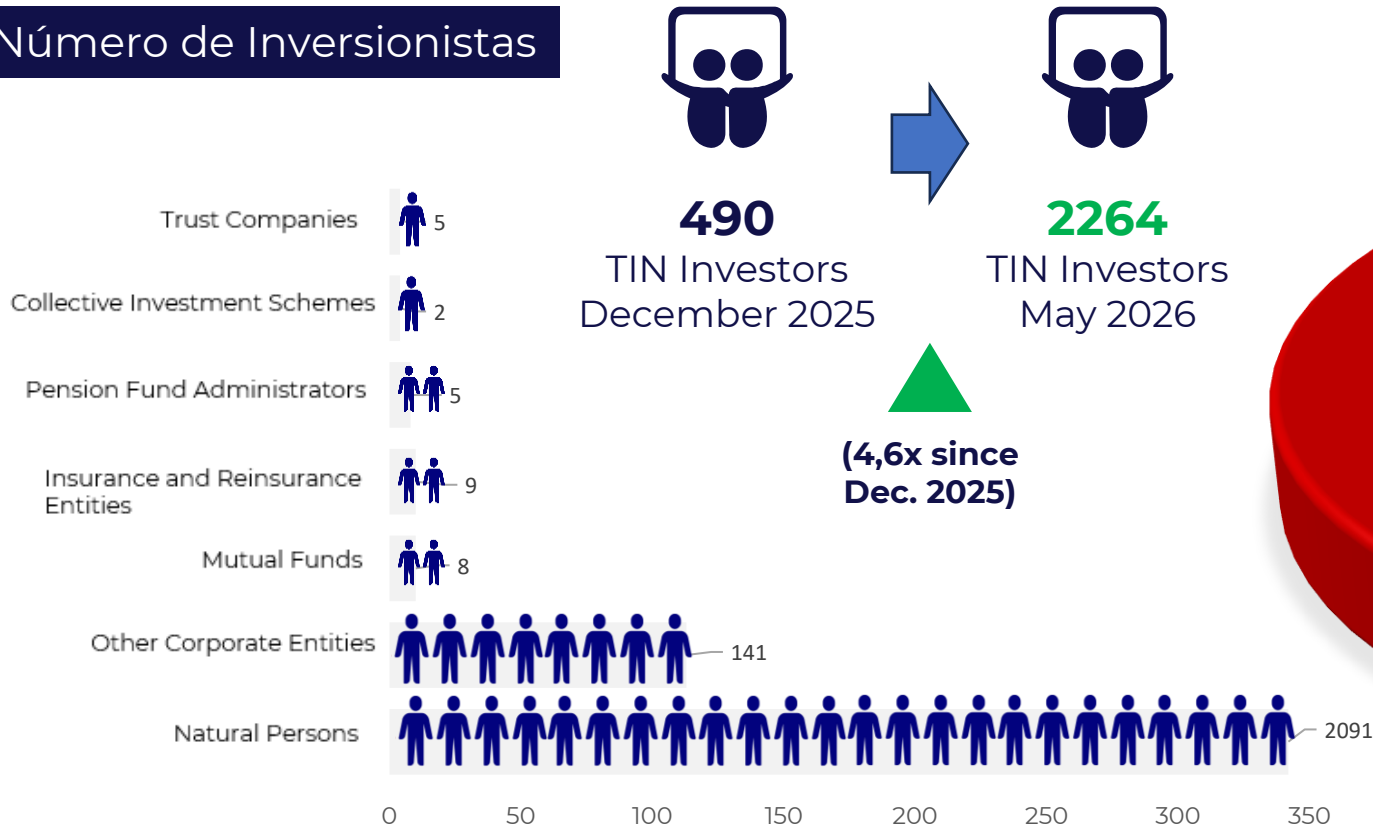 Número de Inversionistas
490
TIN Investors
December 2025
2264
TIN Investors
May 2026
(4,6x since
Dec. 2025)
Trust Companies 5
Collective Investment Schemes 2
Pension Fund Administrators 5
Insurance and Reinsurance
Entities 9
Mutual Funds 8
Other Corporate Entities 141
Natural Persons 2091
0 50 100 150 200 250 300 350